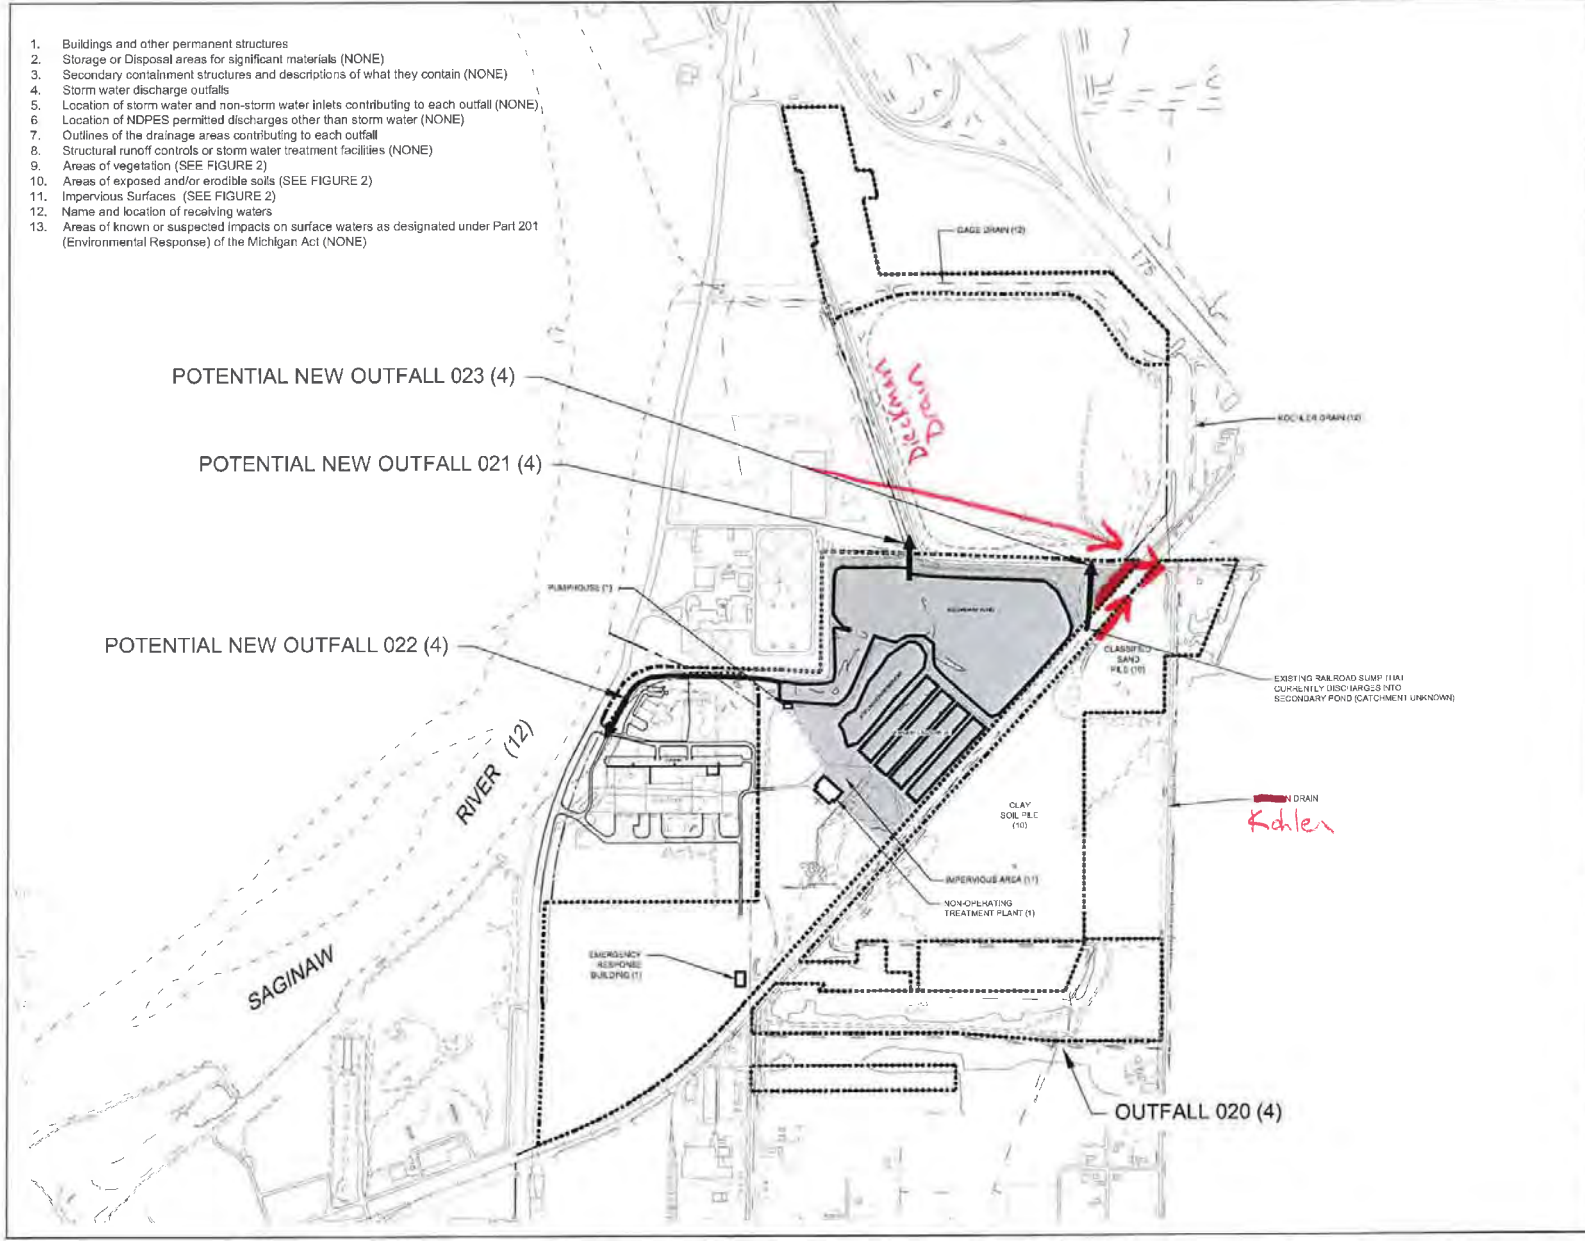 1. Buildings and other permanent structures
2. Storage or Disposal areas for significant materials (NONE)
3. Secondary containment structures and descriptions of what they contain (NONE)
4. Storm water discharge outfalls
5. Location of storm water and non-storm water inlets contributing to each outfall (NONE)
6 Location of NDPES permitted discharges other than storm water (NONE)
7. Outlines of the drainage areas contributing to each outfall
8. Structural runoff controls or storm water treatment facilities (NONE)
9. Areas of vegetation (SEE FIGURE 2)
10. Areas of exposed and/or erodible soils (SEE FIGURE 2)
11. Impervious Surfaces (SEE FIGURE 2)
12. Name and location of receiving waters
13. Areas of known or suspected impacts on surface waters as designated under Part 201
(Environmental Response) of the Michigan Act (NONE)
GAGE DRAIN (12)
I 75
POTENTIAL NEW OUTFALL 023 (4)
Dieckman
Drain
KOCHLER DRAIN (12)
POTENTIAL NEW OUTFALL 021 (4)
PUMPHOUSE (1)
POTENTIAL NEW OUTFALL 022 (4)
CLASSIFIED
SAND
PILE (10)
EXISTING RAILROAD SUMP THAT
CURRENTLY DISCHARGES INTO
SECONDARY POND (CATCHMENT UNKNOWN)
RIVER (12)
SAGINAW
N DRAIN
Kohler
CLAY
SOIL PILE
(10)
IMPERVIOUS AREA (11)
NON-OPERATING
TREATMENT PLANT (1)
EMERGENCY
RESPONSE
BUILDING (1)
OUTFALL 020 (4)